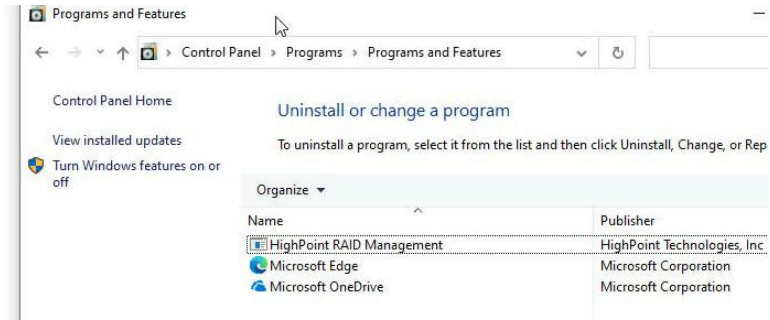 Programs and Features
Control Panel > Programs > Programs and Features
Control Panel Home
View installed updates
Turn Windows features on or
off
Uninstall or change a program
To uninstall a program, select it from the list and then click Uninstall, Change, or Rep
Organize
Name Publisher
HighPoint RAID Management HighPoint Technologies, Inc
Microsoft Edge Microsoft Corporation
Microsoft OneDrive Microsoft Corporation